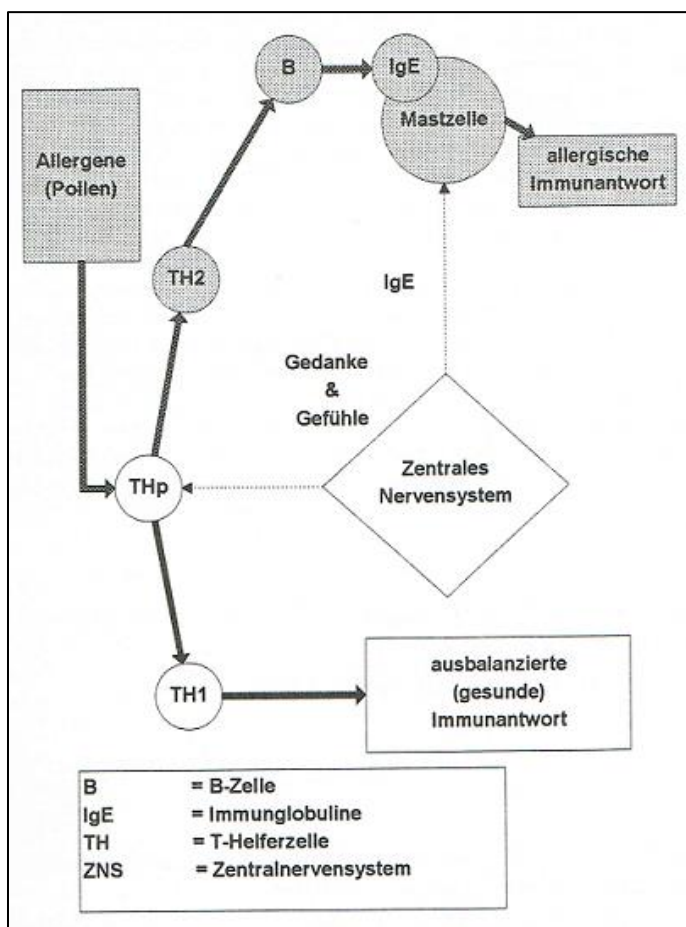 B
IgE
Mastzelle
Allergene
(Pollen)
allergische
Immunantwort
TH2
IgE
Gedanke
&
Gefühle
THp
Zentrales
Nervensystem
TH1
ausbalanzierte
(gesunde)
Immunantwort
B = B-Zelle
IgE = Immunglobuline
TH = T-Helferzelle
ZNS = Zentralnervensystem